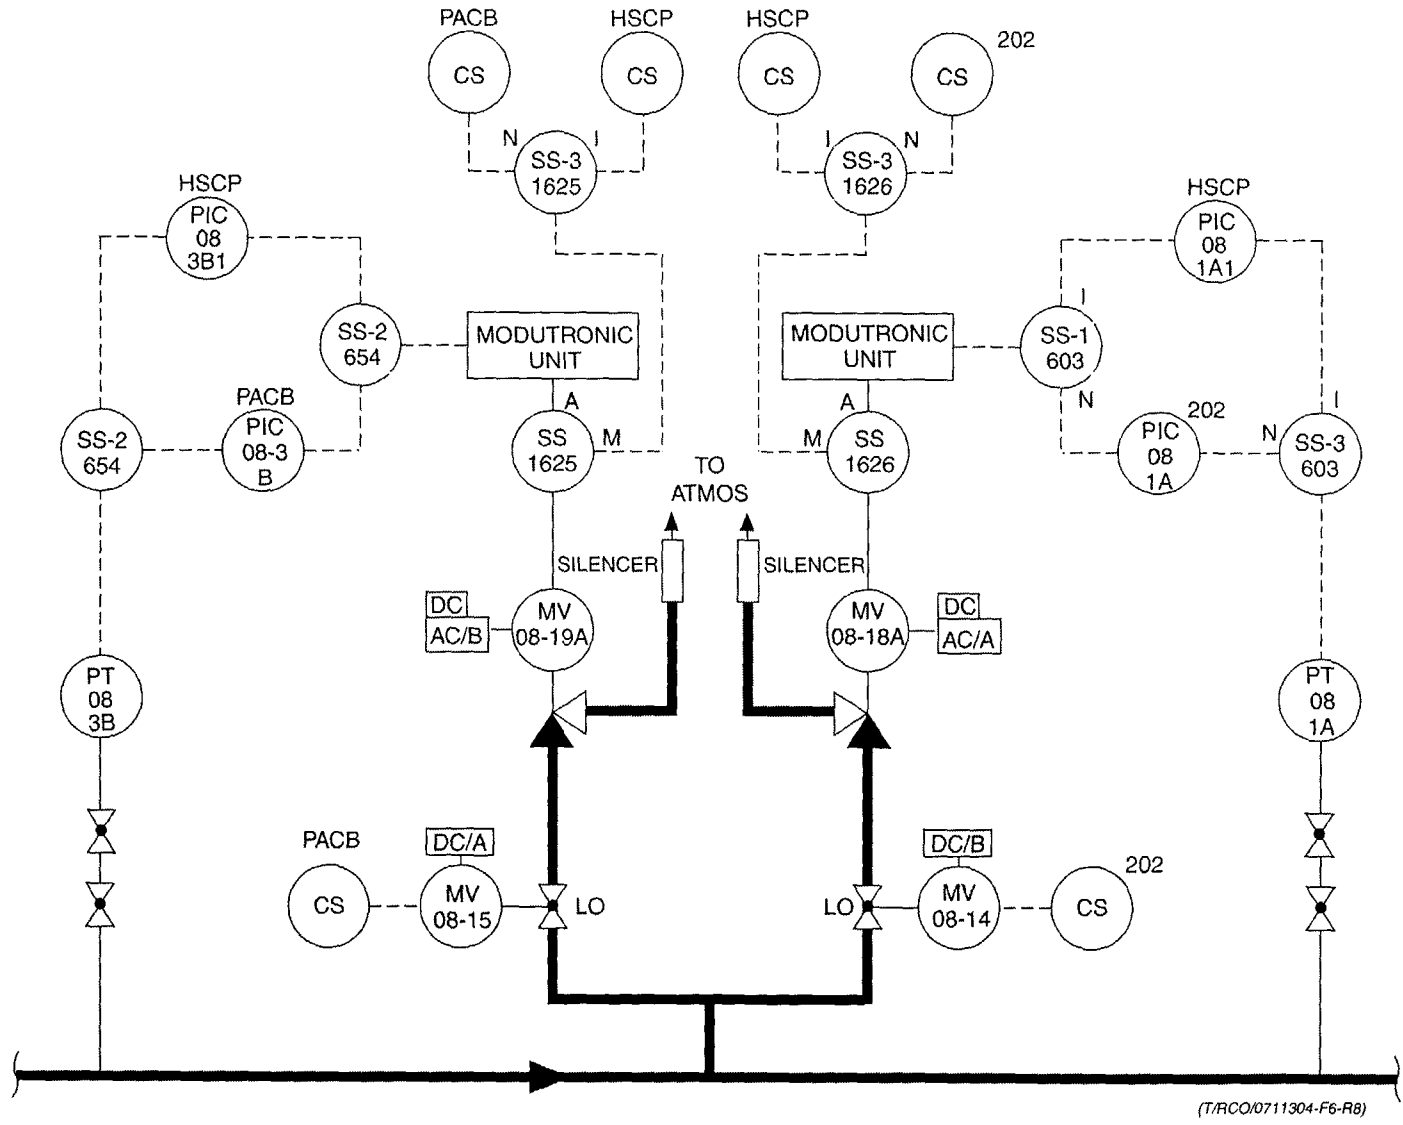 PACB
HSCP
HSCP
202
CS
CS
CS
CS
N
I
SS-3
1625
I
N
SS-3
1626
HSCP
PIC
08
3B1
HSCP
PIC
08
1A1
SS-2
654
MODUTRONIC
UNIT
MODUTRONIC
UNIT
I
SS-1
603
N
PACB
PIC
08-3
B
SS-2
654
A
SS
1625
M
A
M
SS
1626
202
PIC
08
1A
I
N
SS-3
603
TO
ATMOS
SILENCER
SILENCER
DC
AC/B
MV
08-19A
MV
08-18A
DC
AC/A
PT
08
3B
PT
08
1A
PACB
CS
DC/A
MV
08-15
LO
LO
DC/B
MV
08-14
202
CS
(T/RCO/0711304-F6-R8)